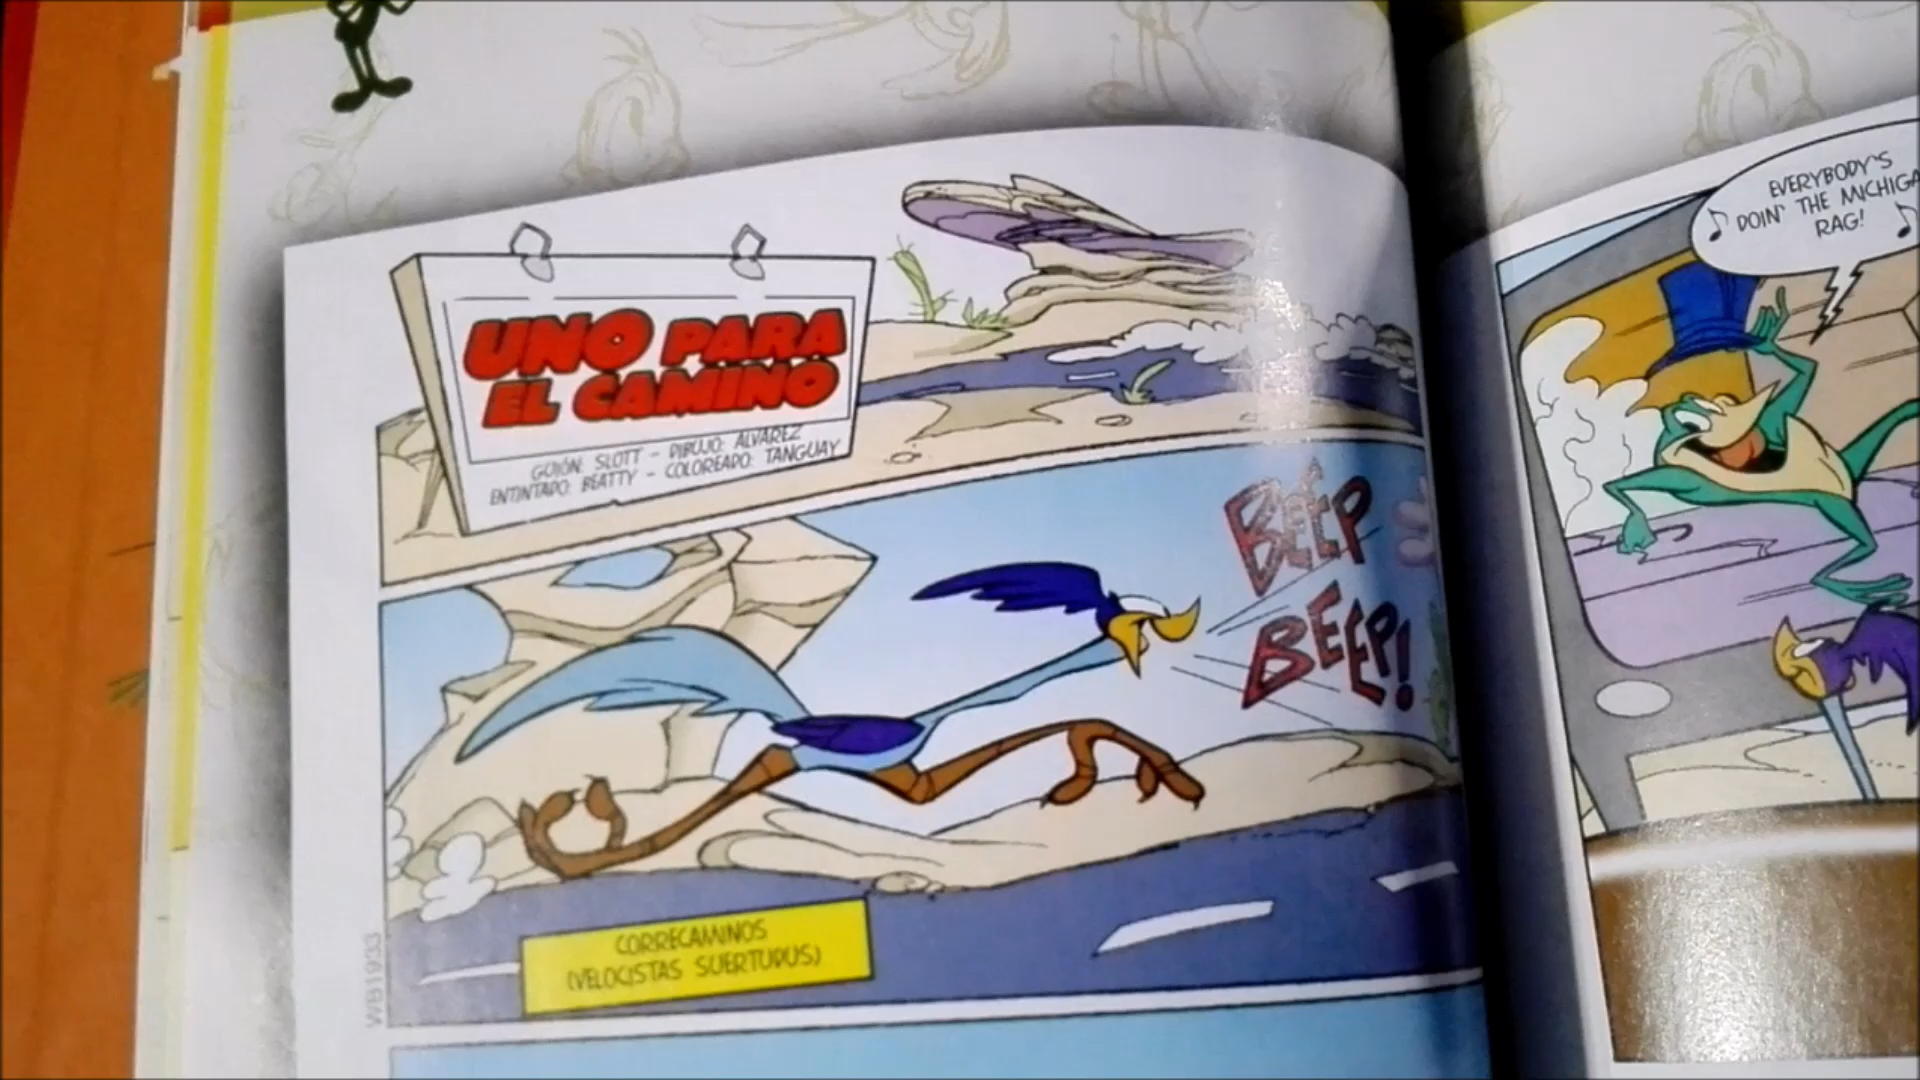 UNO PARA
EL CAMINO
GUIÓN: SLOTT - DIBUJO: ALVAREZ
ENTINTADO: BEATTY - COLOREADO: TANGUAY
BEEP
BEEP!
CORRECAMINOS
(VELOCISTAS SUERTUDUS)
WB1933
EVERYBODY'S
DOIN' THE MICHIGA
RAG!